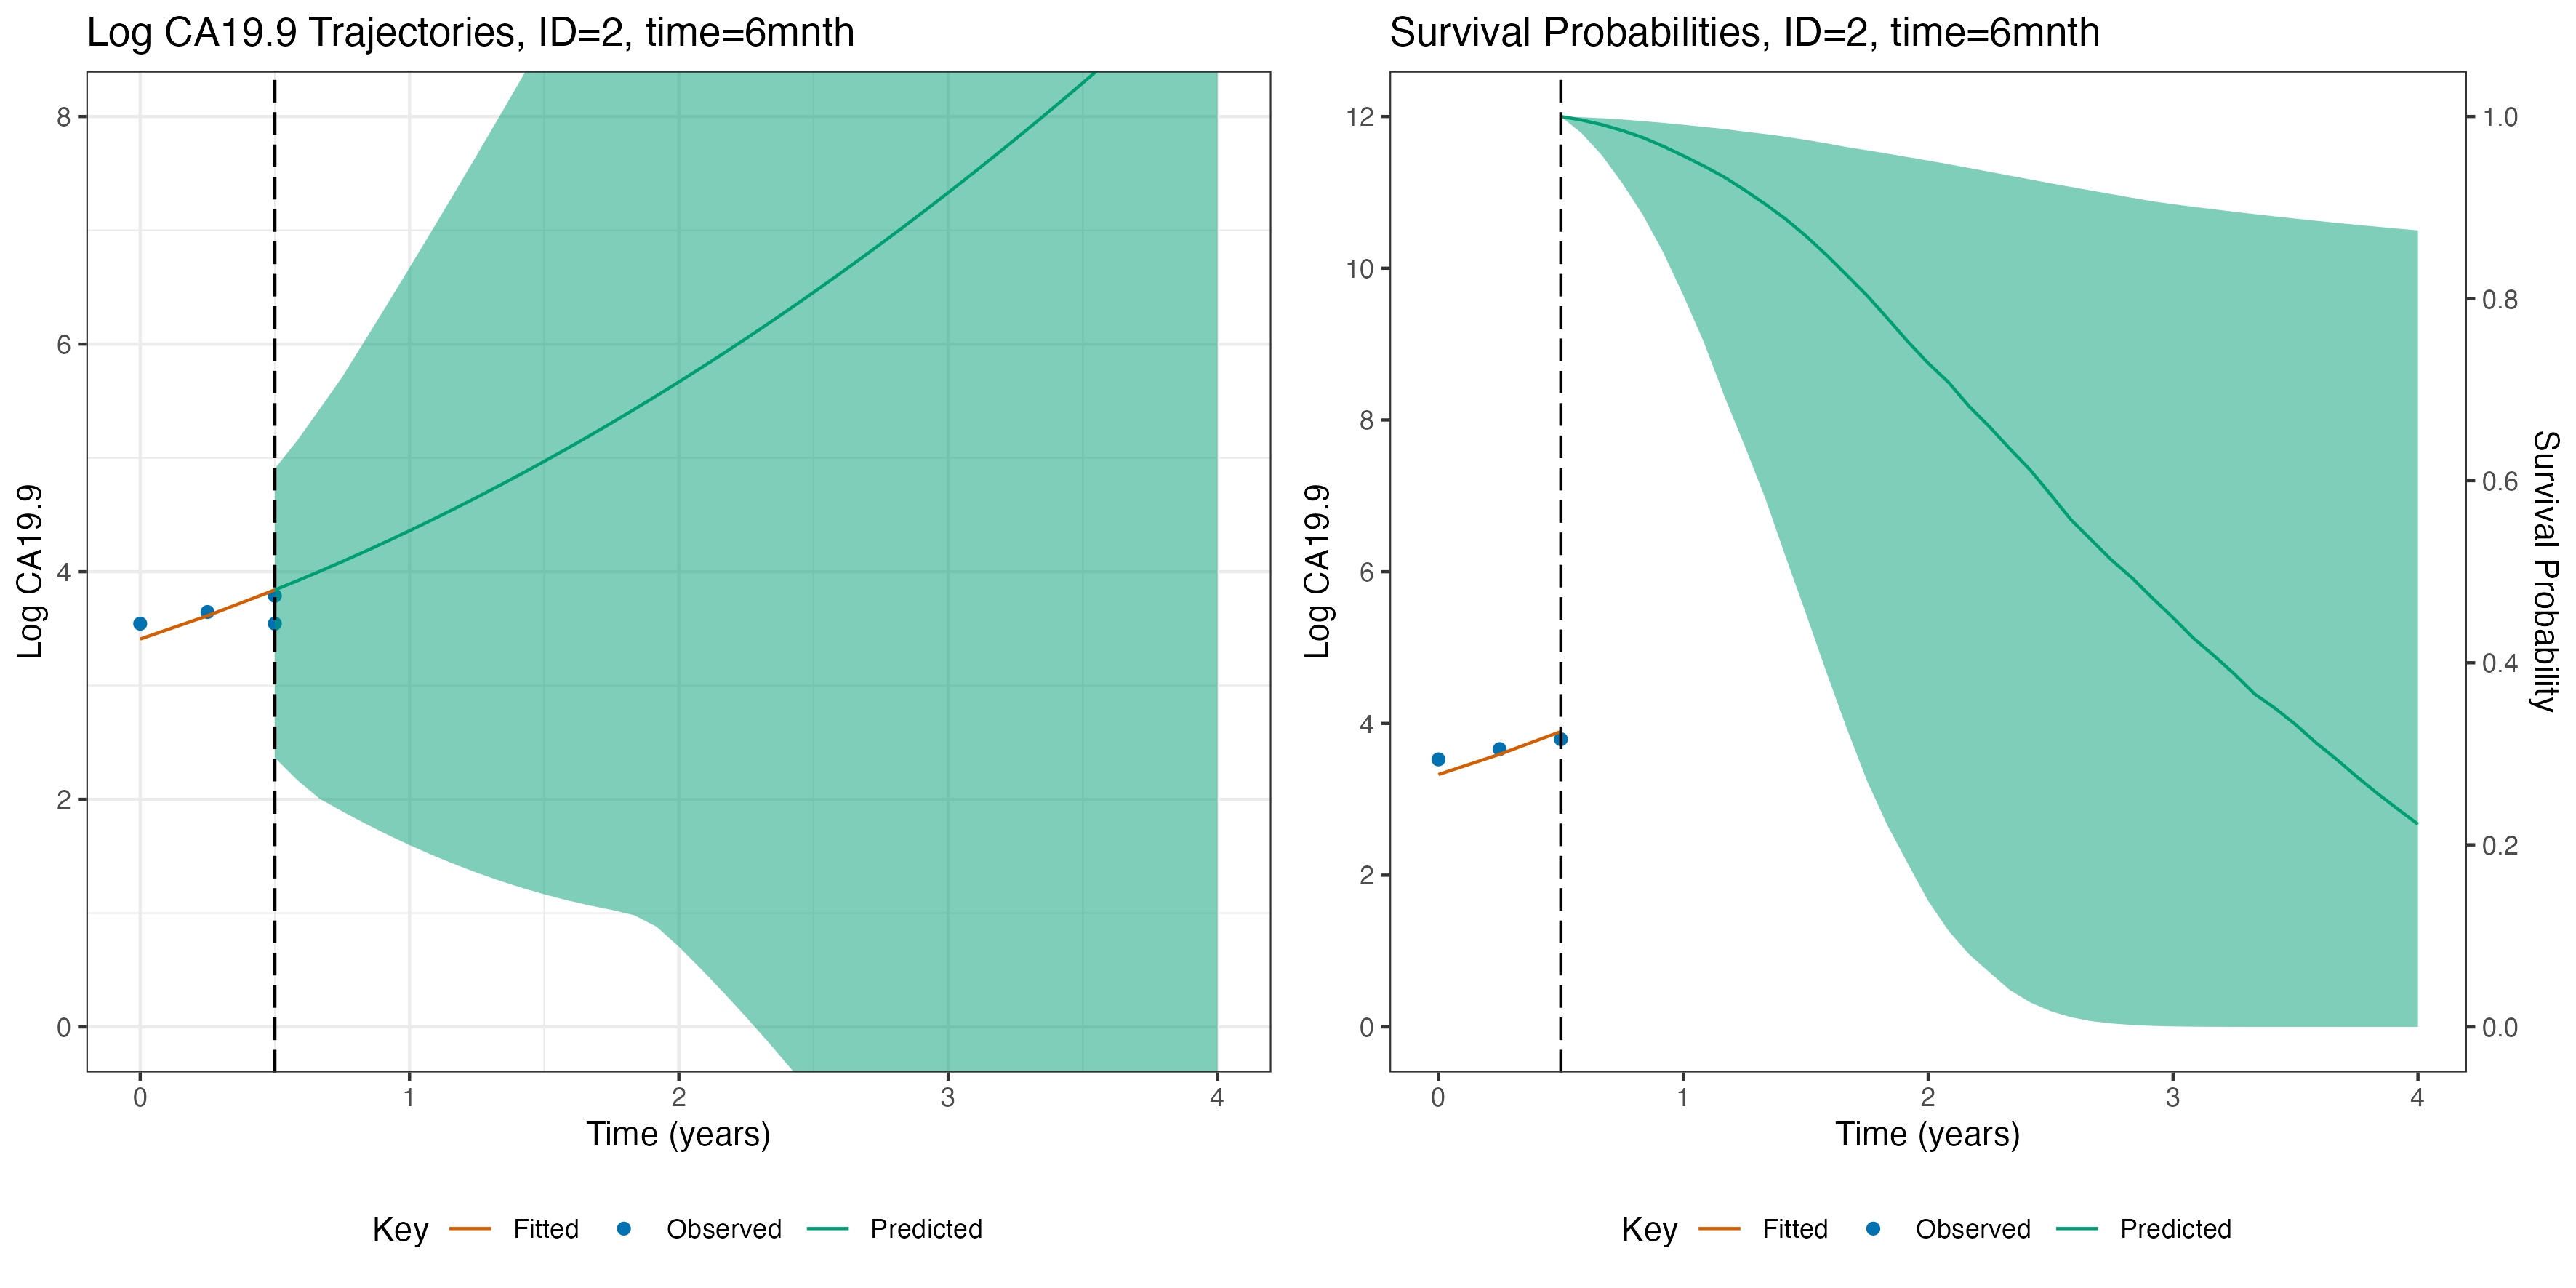 Log CA19.9 Trajectories, ID=2, time=6mnth
Log CA19.9
8
6
4
2
0
0 1 2 3 4
Time (years)
Key Fitted Observed Predicted
Survival Probabilities, ID=2, time=6mnth
Log CA19.9
12
10
8
6
4
2
0
1.0
0.8
0.6
0.4
0.2
0.0
Survival Probability
0 1 2 3 4
Time (years)
Key Fitted Observed Predicted